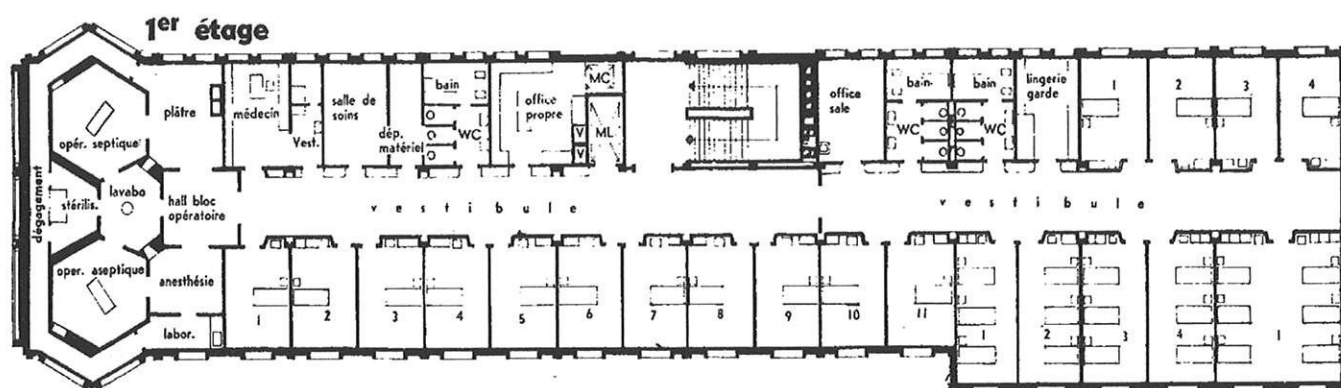 1er étage
opér. septique
plâtre
médecin
Vest.
salle de
soins
dép.
matériel
bain
WC
office
propre
MC
ML
V
V
office
sale
bain
WC
bain
WC
lingerie
garde
1
2
3
4
dégagement
stérilis.
lavabo
hall bloc
opératoire
vestibule
vestibule
oper. aseptique
anesthésie
labor.
1
2
3
4
5
6
7
8
9
10
11
1
2
3
4
1